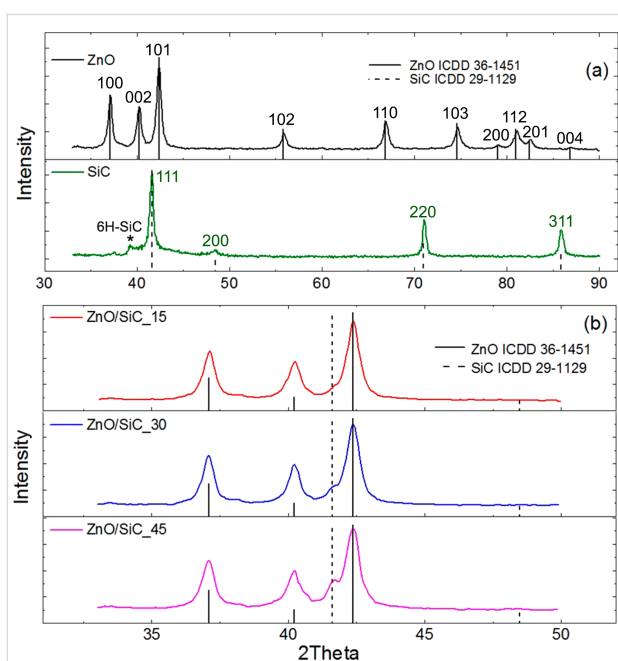 ZnO
ZnO ICDD 36-1451
SiC ICDD 29-1129
(a)
100
002
101
102
110
103
200
112
201
004
SiC
6H-SiC
*
111
200
220
311
Intensity
30 40 50 60 70 80 90
ZnO/SiC_15
(b)
ZnO ICDD 36-1451
SiC ICDD 29-1129
ZnO/SiC_30
ZnO/SiC_45
Intensity
35 40 45 50
2Theta